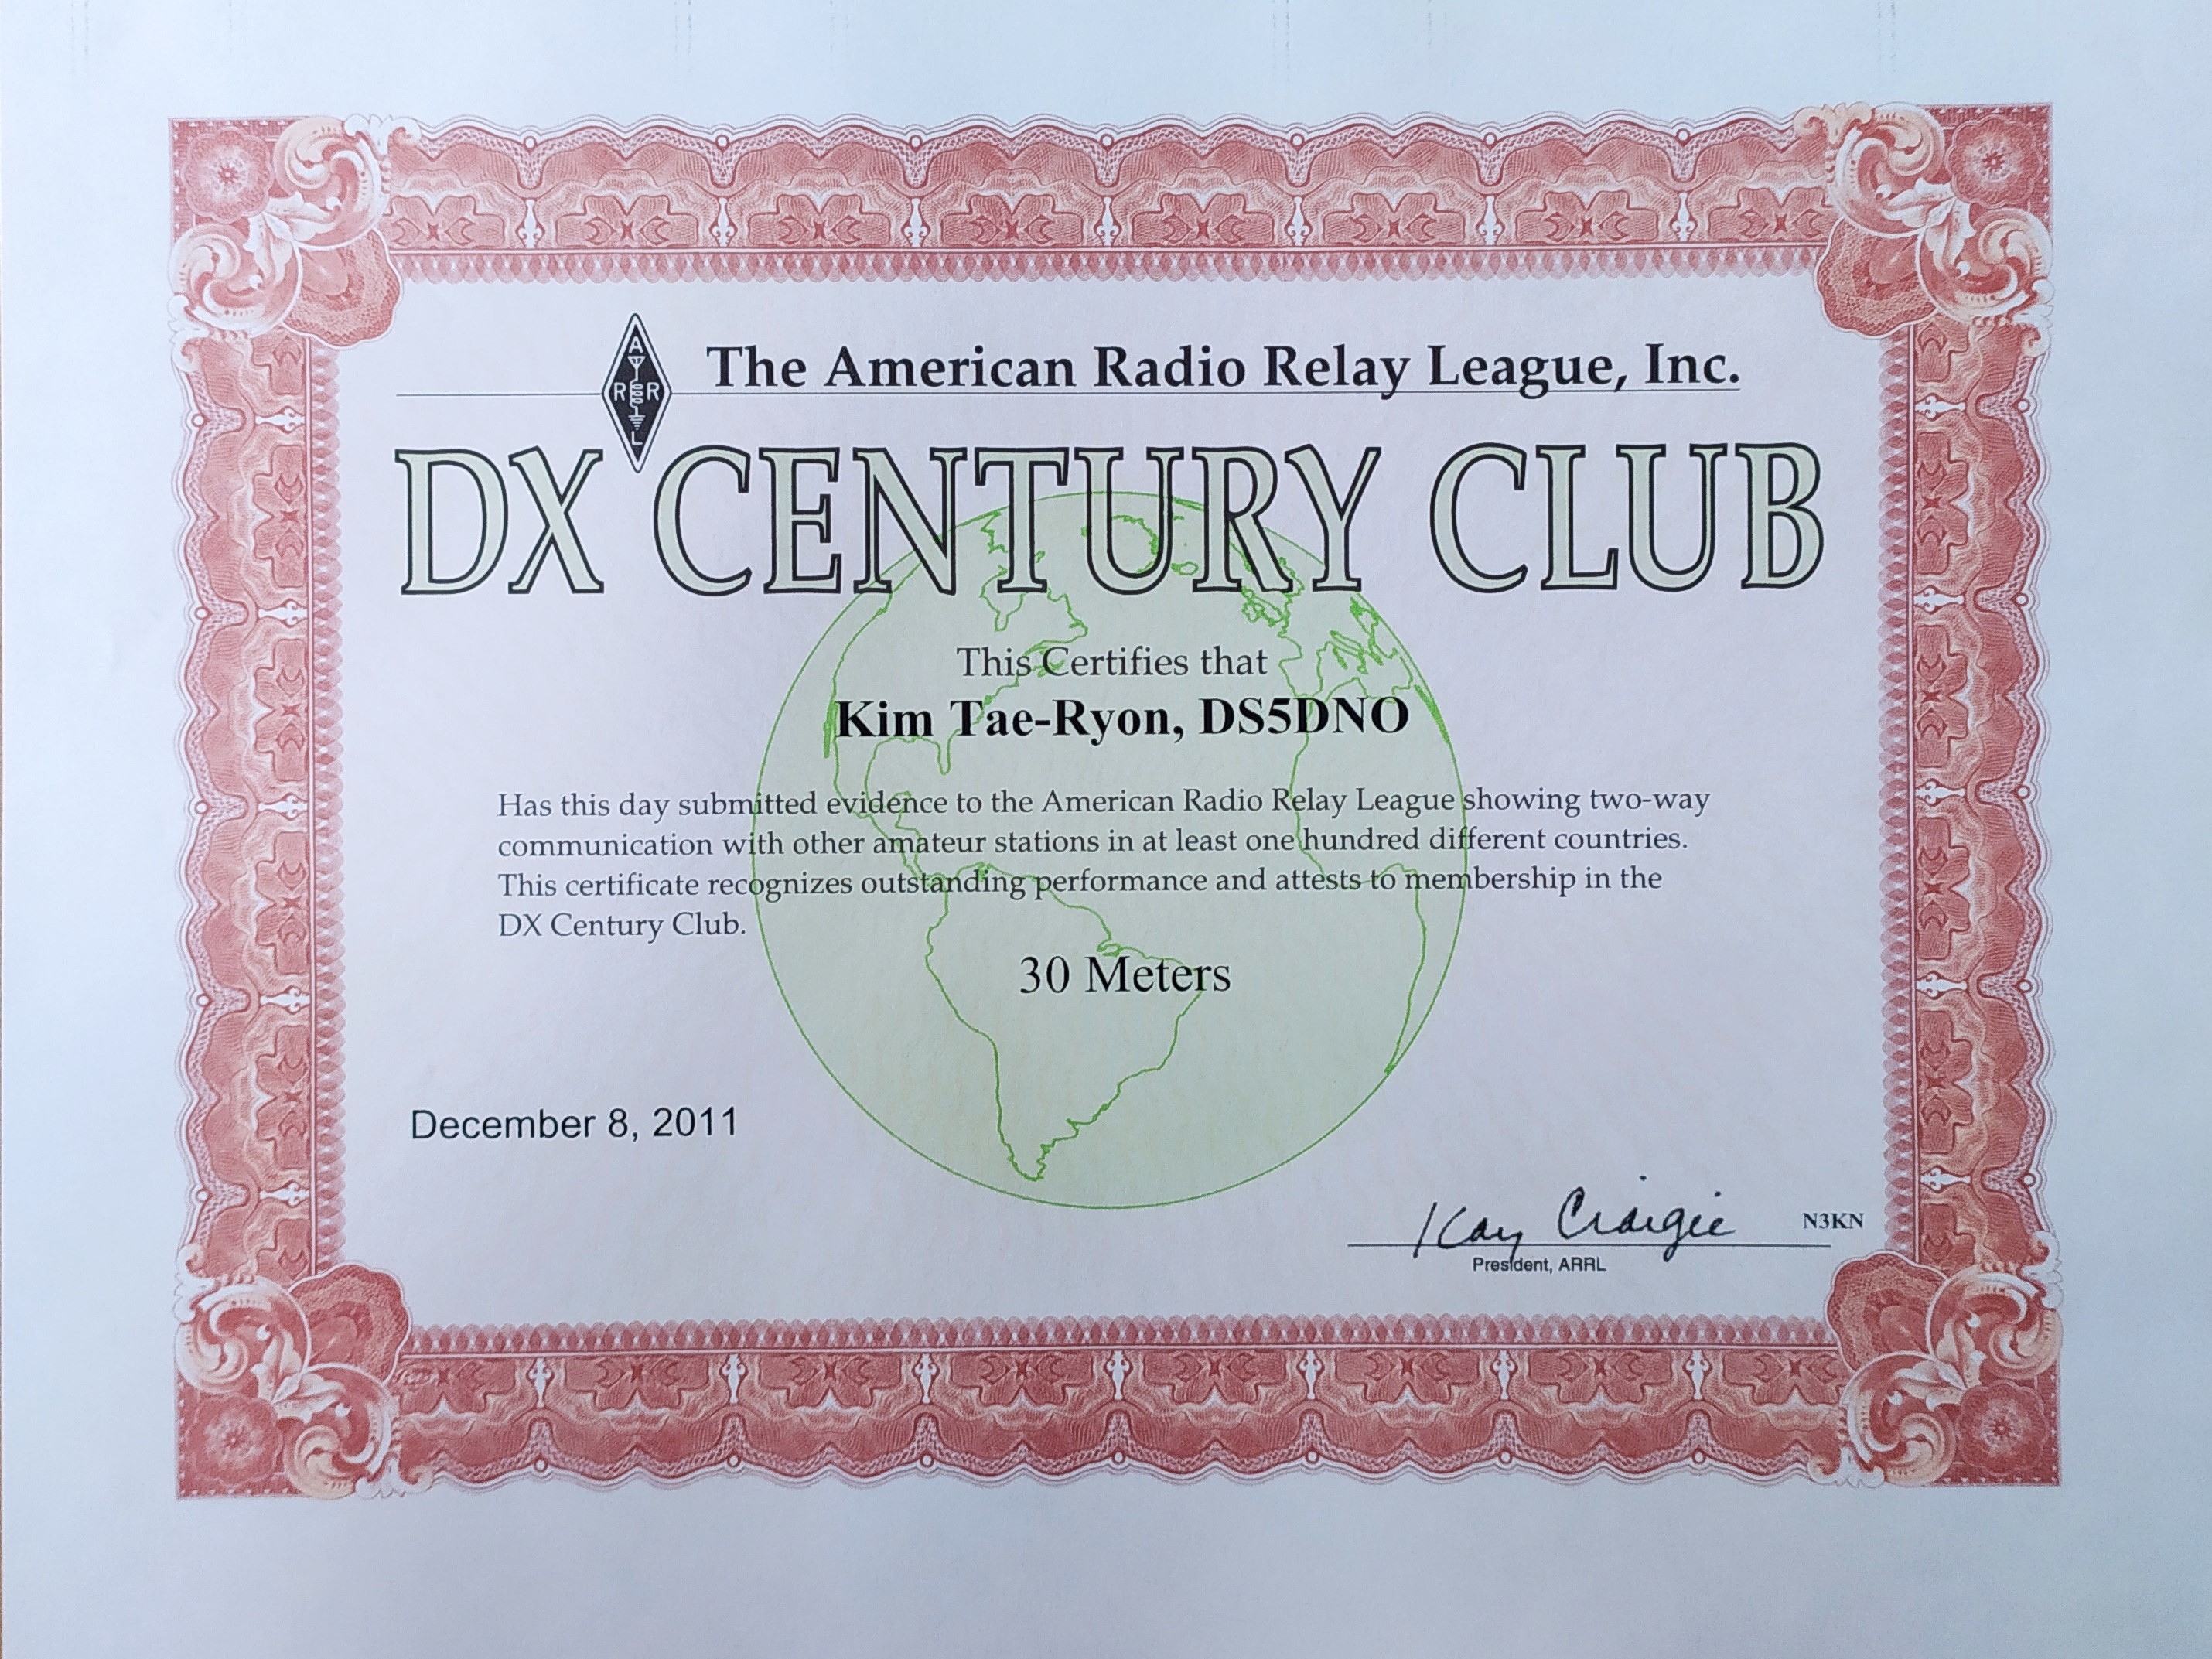 A
R R
L
The American Radio Relay League, Inc.
DX CENTURY CLUB
This Certifies that
Kim Tae-Ryon, DS5DNO
Has this day submitted evidence to the American Radio Relay League showing two-way
communication with other amateur stations in at least one hundred different countries.
This certificate recognizes outstanding performance and attests to membership in the
DX Century Club.
30 Meters
December 8, 2011
Kay Craigie N3KN
President, ARRL